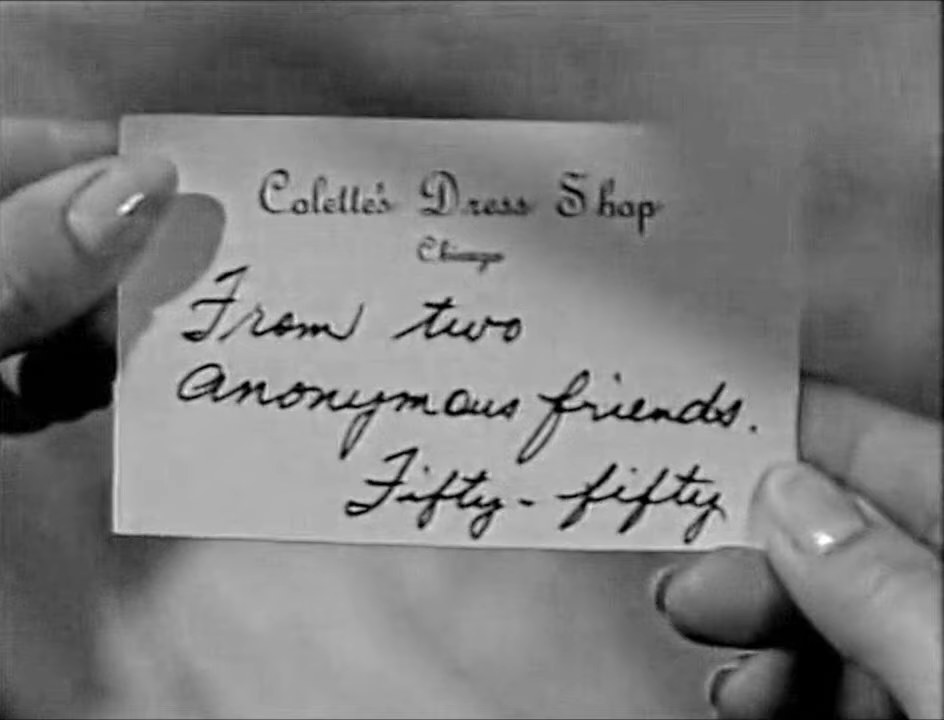 Colette's Dress Shop
Chicago
From two
anonymous friends.
Fifty-fifty